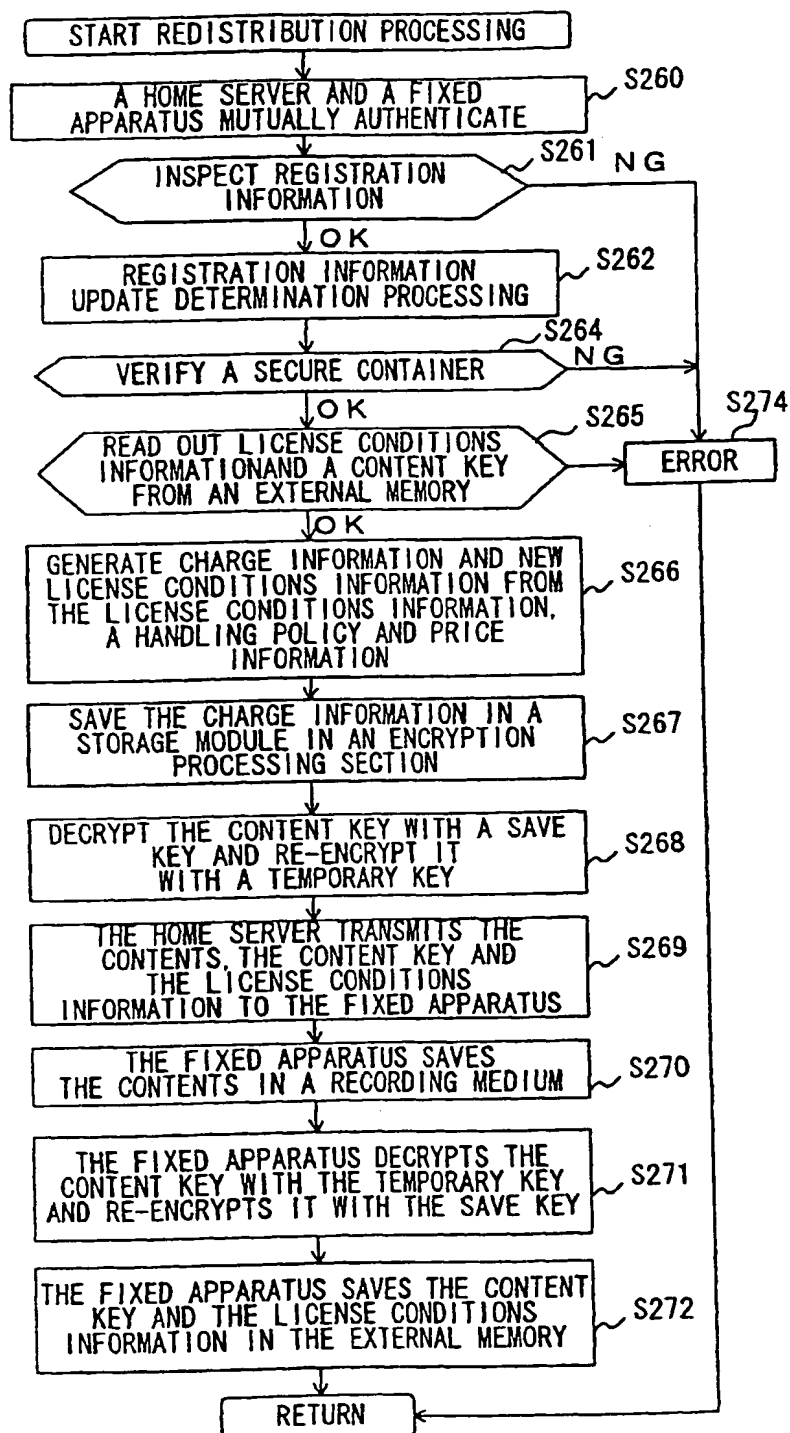 START REDISTRIBUTION PROCESSING
A HOME SERVER AND A FIXED
APPARATUS MUTUALLY AUTHENTICATE
S260
INSPECT REGISTRATION
INFORMATION
S261
NG
OK
REGISTRATION INFORMATION
UPDATE DETERMINATION PROCESSING
S262
VERIFY A SECURE CONTAINER
S264
NG
OK
READ OUT LICENSE CONDITIONS
INFORMATIONAND A CONTENT KEY
FROM AN EXTERNAL MEMORY
S265
ERROR
S274
OK
GENERATE CHARGE INFORMATION AND NEW
LICENSE CONDITIONS INFORMATION FROM
THE LICENSE CONDITIONS INFORMATION,
A HANDLING POLICY AND PRICE
INFORMATION
S266
SAVE THE CHARGE INFORMATION IN A
STORAGE MODULE IN AN ENCRYPTION
PROCESSING SECTION
S267
DECRYPT THE CONTENT KEY WITH A SAVE
KEY AND RE-ENCRYPT IT
WITH A TEMPORARY KEY
S268
THE HOME SERVER TRANSMITS THE
CONTENTS, THE CONTENT KEY AND
THE LICENSE CONDITIONS
INFORMATION TO THE FIXED APPARATUS
S269
THE FIXED APPARATUS SAVES
THE CONTENTS IN A RECORDING MEDIUM
S270
THE FIXED APPARATUS DECRYPTS THE
CONTENT KEY WITH THE TEMPORARY KEY
AND RE-ENCRYPTS IT WITH THE SAVE KEY
S271
THE FIXED APPARATUS SAVES THE CONTENT
KEY AND THE LICENSE CONDITIONS
INFORMATION IN THE EXTERNAL MEMORY
S272
RETURN